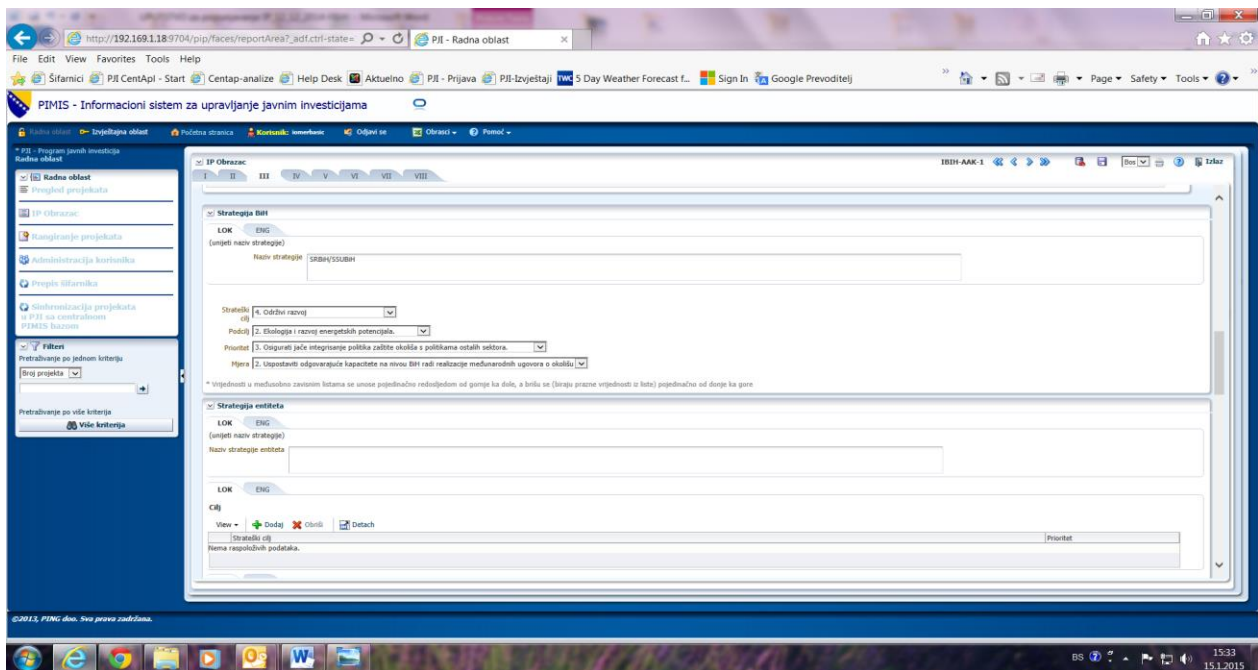 http://192.169.1.18:9704/pip/faces/reportArea?_adf.ctrl-state=
PJI - Radna oblast
File Edit View Favorites Tools Help
Šifarnici PJI CentApl - Start Centap-analize Help Desk Aktuelno PJI - Prijava PJI-Izvještaji TWC 5 Day Weather Forecast f... Sign In Google Prevoditelj
Page Safety Tools
PIMIS - Informacioni sistem za upravljanje javnim investicijama
Radna oblast Izvještajna oblast Početna stranica Korisnik: iomerbasic Odjavi se Obrasci Pomoć
* PJI - Program javnih investicija
Radna oblast
Radna oblast
Pregled projekata
IP Obrazac
Rangiranje projekata
Administracija korisnika
Prepis šifarnika
Sinhronizacija projekata
u PJI sa centralnom
PIMIS bazom
Filteri
Pretraživanje po jednom kriteriju
Broj projekta
Pretraživanje po više kriterija
Više kriterija
IP Obrazac
IBIH-AAK-1 Bos Izlaz
I II III IV V VI VII VIII
Strategija BiH
LOK ENG
(unijeti naziv strategije)
Naziv strategije SRBiH/SSUBiH
Strateški cilj 4. Održivi razvoj
Podcilj 2. Ekologija i razvoj energetskih potencijala.
Prioritet 3. Osigurati jače integrisanje politika zaštite okoliša s politikama ostalih sektora.
Mjera 2. Uspostaviti odgovarajuće kapacitete na nivou BiH radi realizacije međunarodnih ugovora o okolišu
* Vrijednosti u međusobno zavisnim listama se unose pojedinačno redoslijedom od gornje ka dole, a brišu se (biraju prazne vrijednosti iz liste) pojedinačno od donje ka gore
Strategija entiteta
LOK ENG
(unijeti naziv strategije)
Naziv strategije entiteta
LOK ENG
Cilj
View Dodaj Obriši Detach
Strateški cilj Prioritet
Nema raspoloživih podataka.
©2013, PING doo. Sva prava zadržana.
BS
15:33
15.1.2015